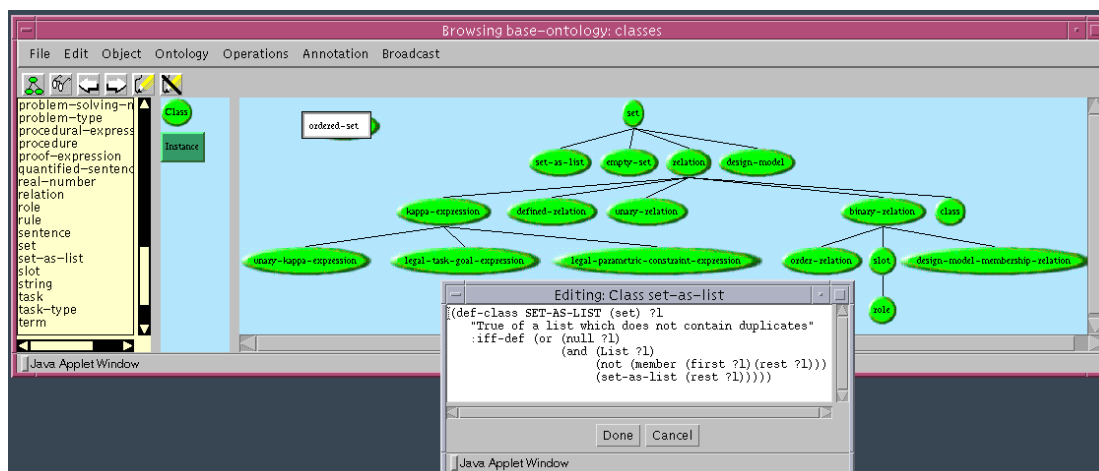 Browsing base-ontology: classes
File Edit Object Ontology Operations Annotation Broadcast
problem-solving-n
problem-type
procedural-express
procedure
proof-expression
quantified-sentenc
real-number
relation
role
rule
sentence
set
set-as-list
slot
string
task
task-type
term
Class
Instance
ordered-set
set
set-as-list empty-set relation design-model
kappa-expression defined-relation unary-relation binary-relation class
unary-kappa-expression legal-task-goal-expression legal-parametric-constraint-expression order-relation slot design-model-membership-relation
role
Java Applet Window
Editing: Class set-as-list
(def-class SET-AS-LIST (set) ?l
"True of a list which does not contain duplicates"
:iff-def (or (null ?l)
(and (List ?l)
(not (member (first ?l)(rest ?l)))
(set-as-list (rest ?l)))))
Done Cancel
Java Applet Window